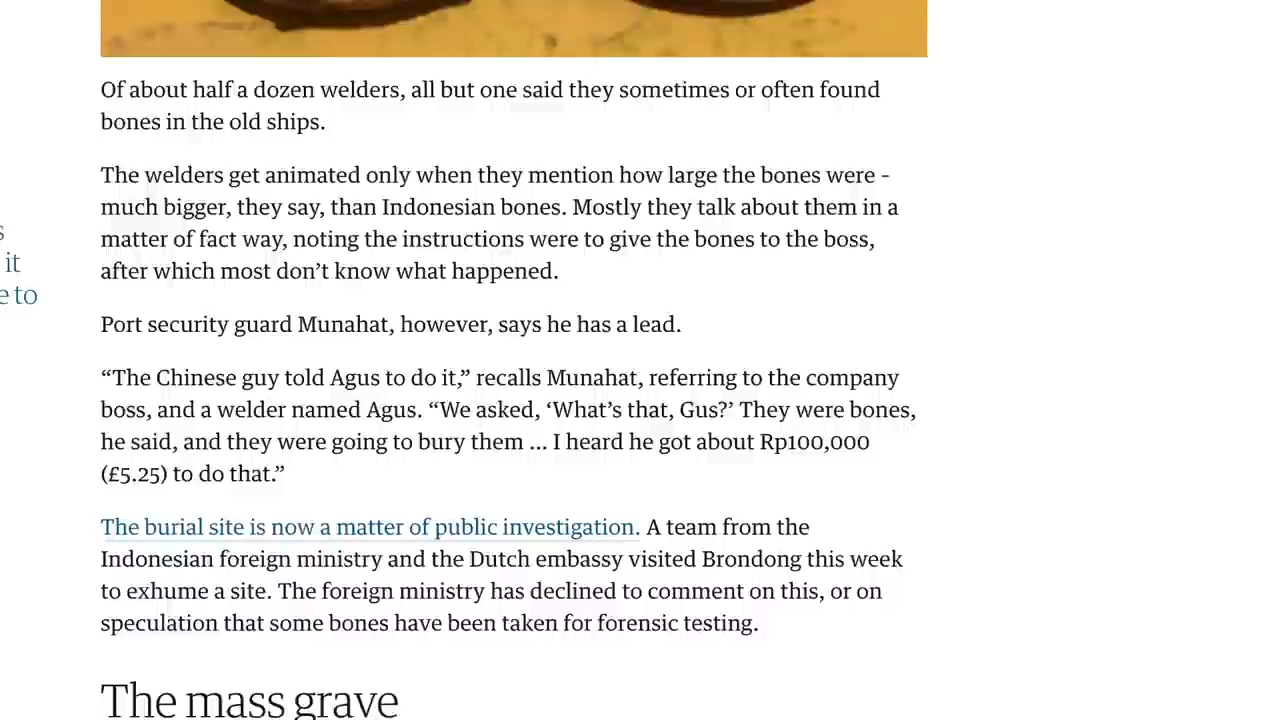 Of about half a dozen welders, all but one said they sometimes or often found
bones in the old ships.
The welders get animated only when they mention how large the bones were -
much bigger, they say, than Indonesian bones. Mostly they talk about them in a
matter of fact way, noting the instructions were to give the bones to the boss,
after which most don’t know what happened.
s
it
e to
Port security guard Munahat, however, says he has a lead.
“The Chinese guy told Agus to do it,” recalls Munahat, referring to the company
boss, and a welder named Agus. “We asked, ‘What’s that, Gus?’ They were bones,
he said, and they were going to bury them ... I heard he got about Rp100,000
(£5.25) to do that.”
The burial site is now a matter of public investigation. A team from the
Indonesian foreign ministry and the Dutch embassy visited Brondong this week
to exhume a site. The foreign ministry has declined to comment on this, or on
speculation that some bones have been taken for forensic testing.
The mass grave